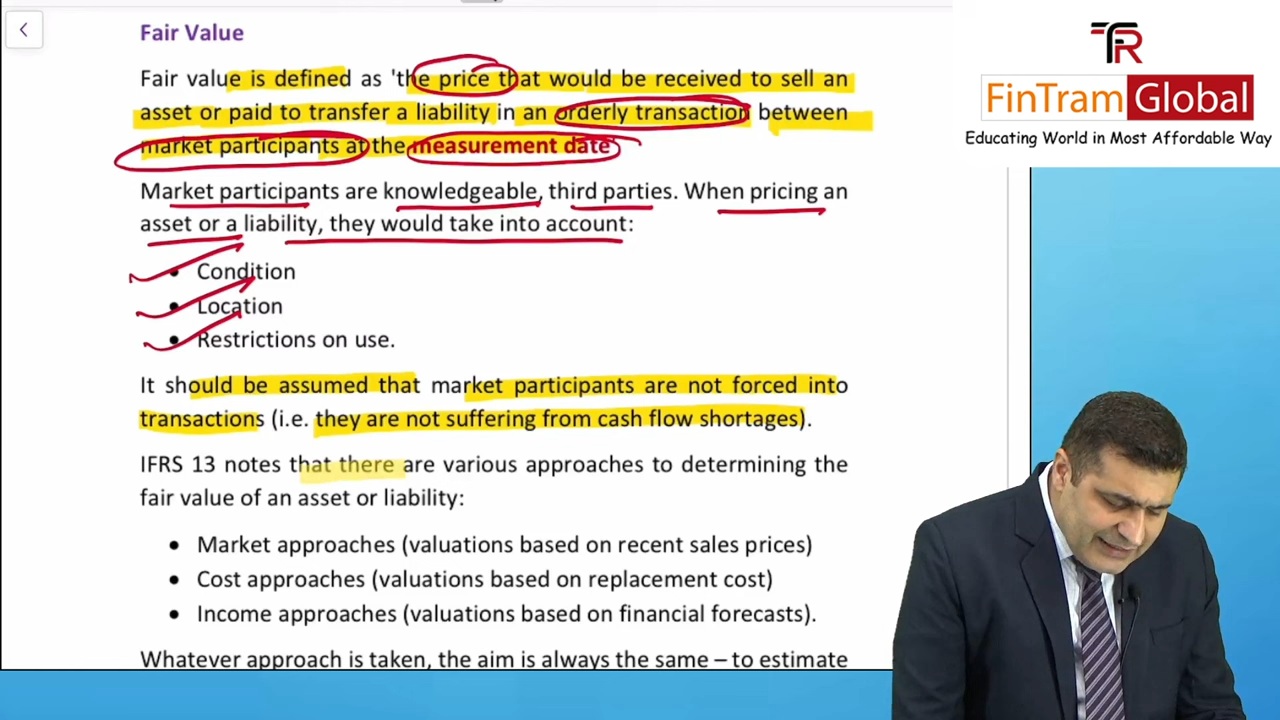 Fair Value
Fair value is defined as 'the price that would be received to sell an
asset or paid to transfer a liability in an orderly transaction between
market participants at the measurement date
Market participants are knowledgeable, third parties. When pricing an
asset or a liability, they would take into account:
• Condition
• Location
• Restrictions on use.
It should be assumed that market participants are not forced into
transactions (i.e. they are not suffering from cash flow shortages).
IFRS 13 notes that there are various approaches to determining the
fair value of an asset or liability:
• Market approaches (valuations based on recent sales prices)
• Cost approaches (valuations based on replacement cost)
• Income approaches (valuations based on financial forecasts).
Whatever approach is taken, the aim is always the same – to estimate
FinTram Global
Educating World in Most Affordable Way